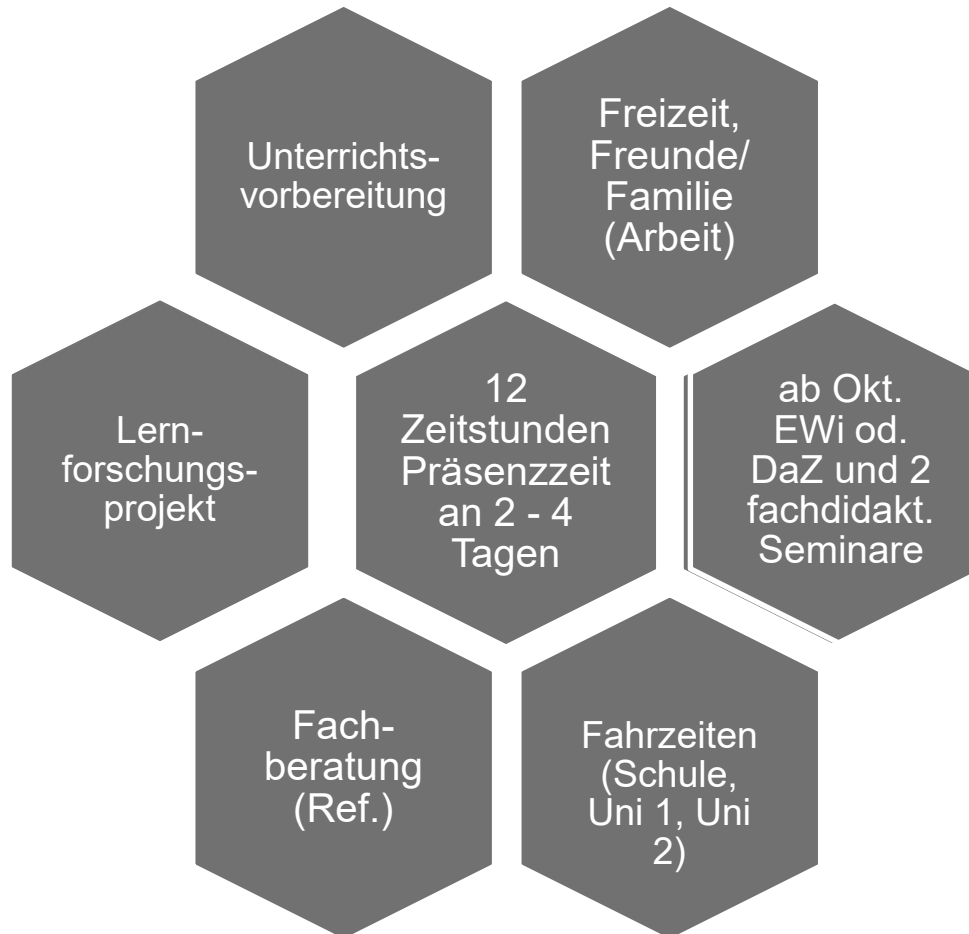 Unterrichts-
vorbereitung
Freizeit,
Freunde/
Familie
(Arbeit)
Lern-
forschungs-
projekt
12
Zeitstunden
Präsenzzeit
an 2 - 4
Tagen
ab Okt.
EWi od.
DaZ und 2
fachdidakt.
Seminare
Fach-
beratung
(Ref.)
Fahrzeiten
(Schule,
Uni 1, Uni
2)